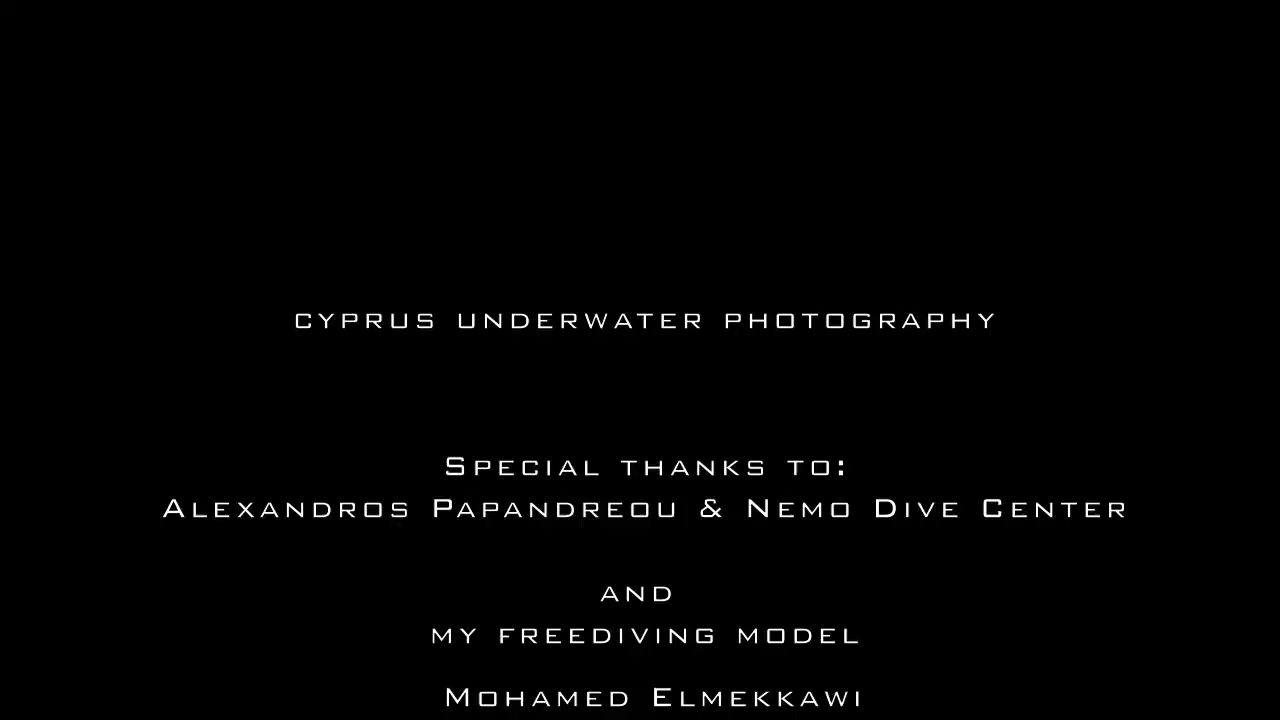 CYPRUS UNDERWATER PHOTOGRAPHY
SPECIAL THANKS TO:
ALEXANDROS PAPANDREOU & NEMO DIVE CENTER
AND
MY FREEDIVING MODEL
MOHAMED ELMEKKAWI